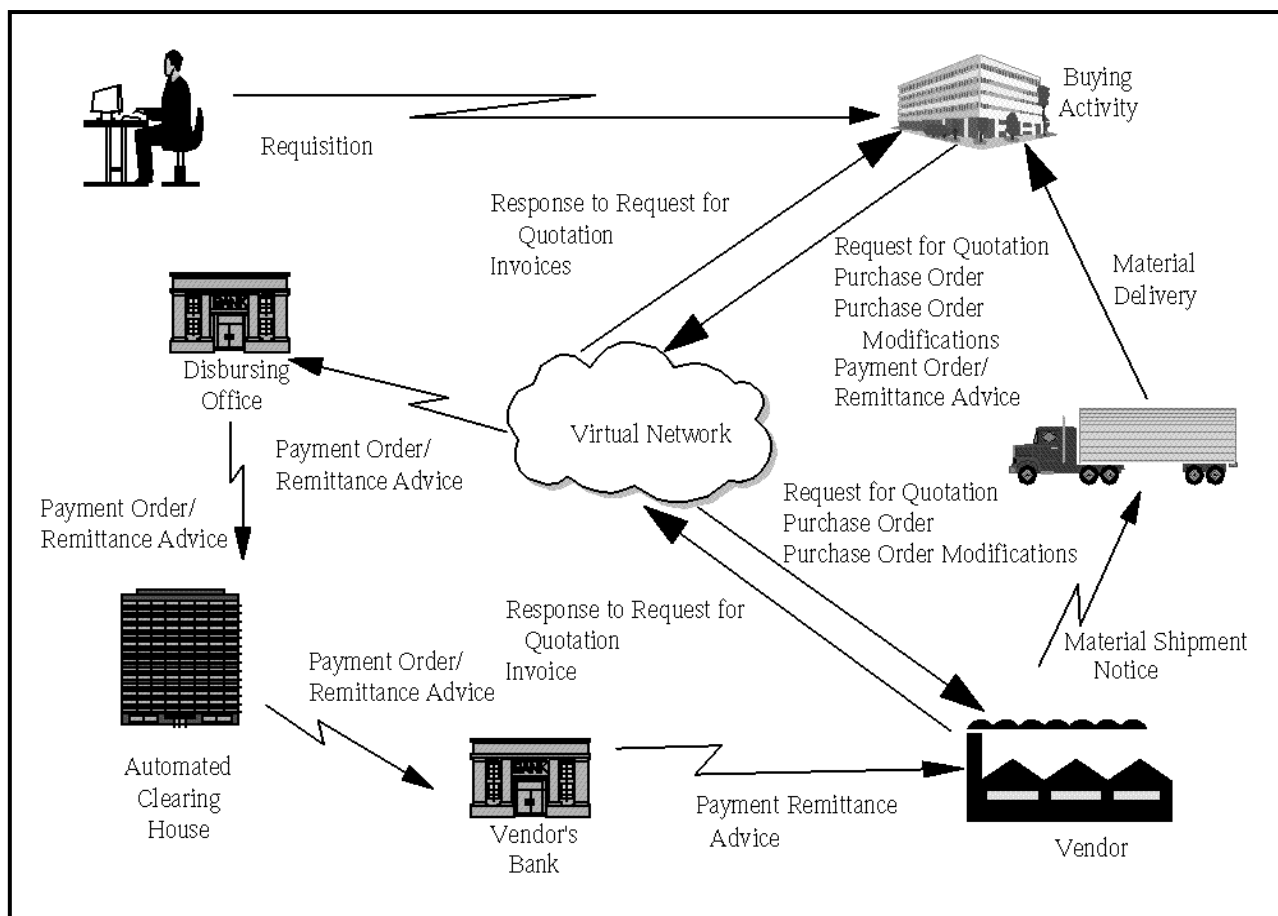 Buying
Activity
Requisition
Response to Request for
Quotation
Invoices
Request for Quotation
Purchase Order
Purchase Order
Modifications
Payment Order/
Remittance Advice
Material
Delivery
BANK
Disbursing
Office
Virtual Network
Payment Order/
Remittance Advice
Request for Quotation
Purchase Order
Purchase Order Modifications
Payment Order/
Remittance Advice
Response to Request for
Quotation
Invoice
Material Shipment
Notice
Payment Order/
Remittance Advice
Automated
Clearing
House
BANK
Vendor's
Bank
Payment Remittance
Advice
Vendor